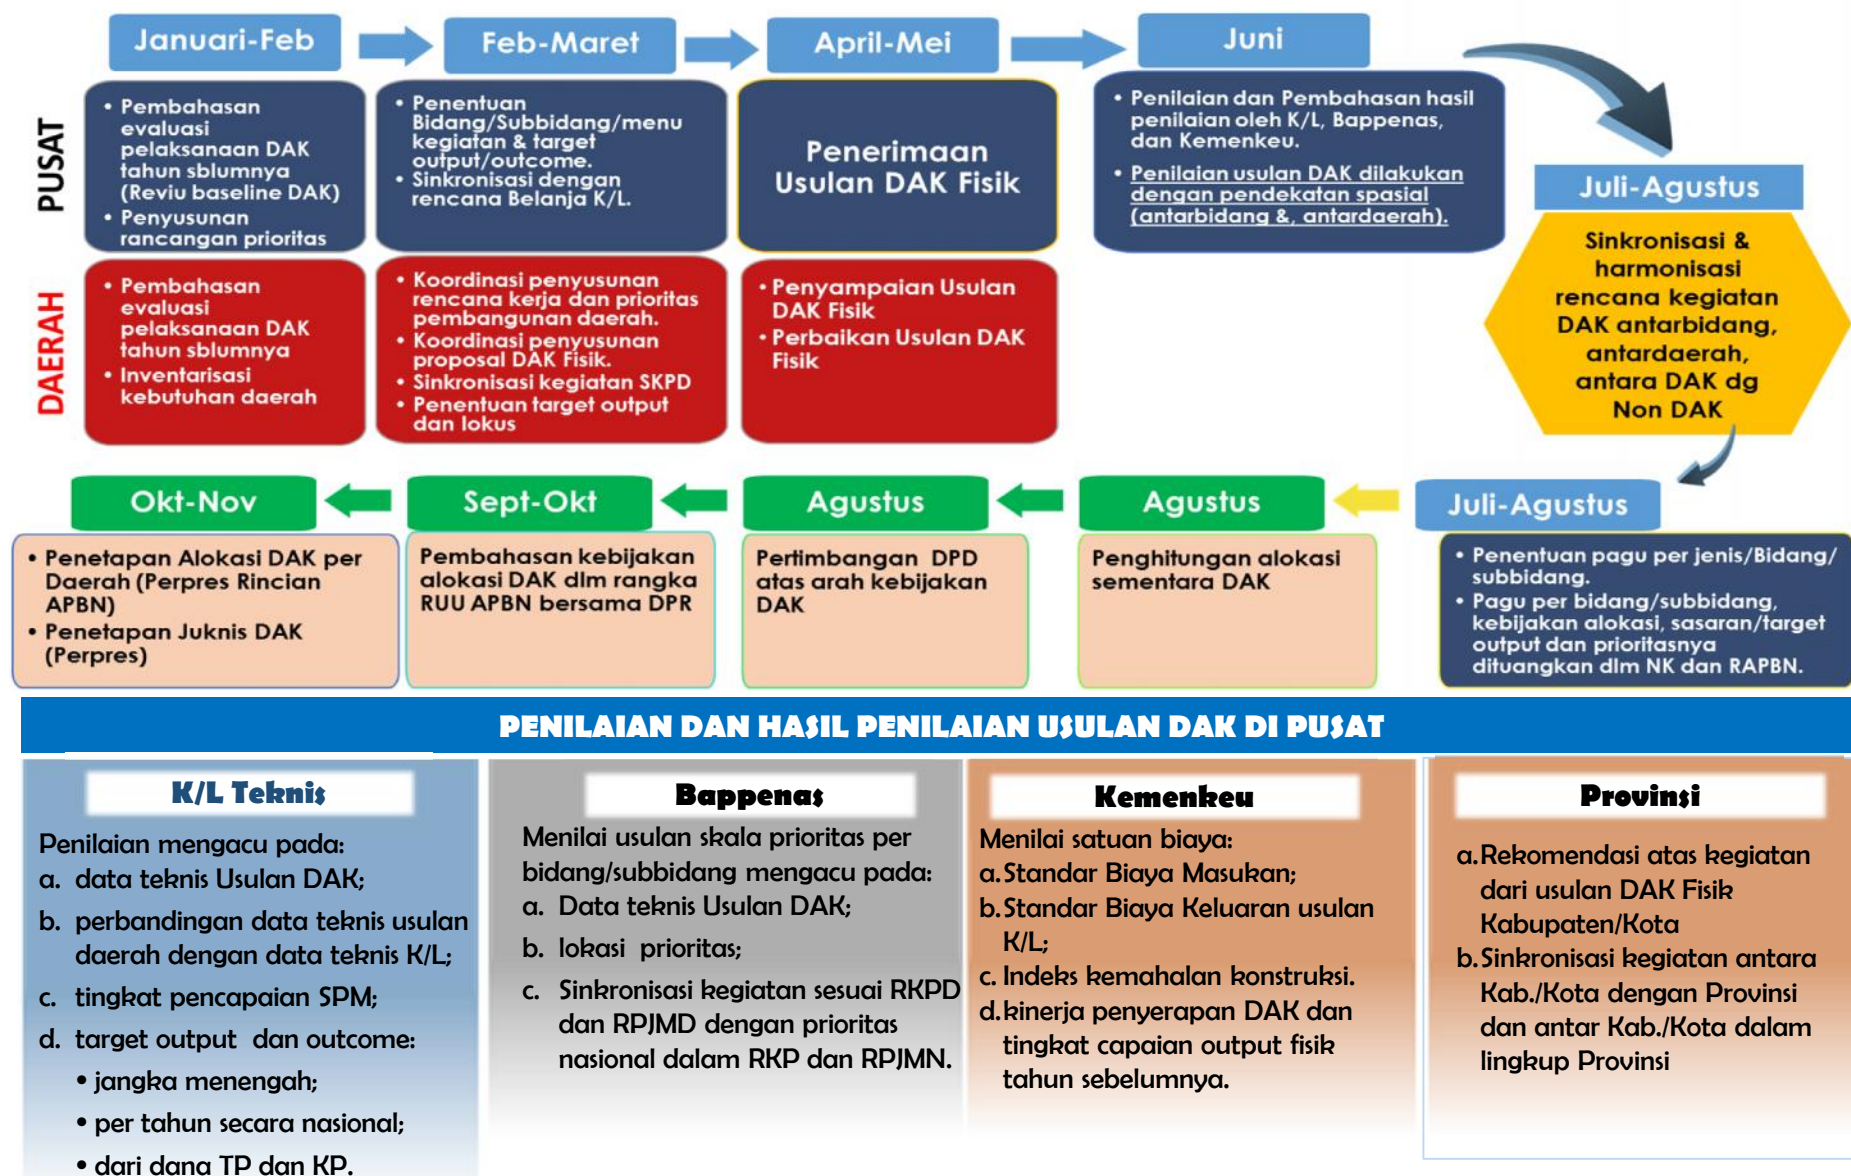 Januari-Feb
Feb-Maret
April-Mei
Juni
PUSAT
• Pembahasan
evaluasi
pelaksanaan DAK
tahun sblumnya
(Reviu baseline DAK)
• Penyusunan
rancangan prioritas
• Penentuan
Bidang/Subbidang/menu
kegiatan & target
output/outcome.
• Sinkronisasi dengan
rencana Belanja K/L.
Penerimaan
Usulan DAK Fisik
• Penilaian dan Pembahasan hasil
penilaian oleh K/L, Bappenas,
dan Kemenkeu.
• Penilaian usulan DAK dilakukan
dengan pendekatan spasial
(antarbidang &, antardaerah).
Juli-Agustus
Sinkronisasi &
harmonisasi
rencana kegiatan
DAK antarbidang,
antardaerah,
antara DAK dg
Non DAK
DAERAH
• Pembahasan
evaluasi
pelaksanaan DAK
tahun sblumnya
• Inventarisasi
kebutuhan daerah
• Koordinasi penyusunan
rencana kerja dan prioritas
pembangunan daerah.
• Koordinasi penyusunan
proposal DAK Fisik.
• Sinkronisasi kegiatan SKPD
• Penentuan target output
dan lokus
• Penyampaian Usulan
DAK Fisik
• Perbaikan Usulan DAK
Fisik
Okt-Nov
Sept-Okt
Agustus
Agustus
Juli-Agustus
• Penetapan Alokasi DAK per
Daerah (Perpres Rincian
APBN)
• Penetapan Juknis DAK
(Perpres)
Pembahasan kebijakan
alokasi DAK dlm rangka
RUU APBN bersama DPR
Pertimbangan DPD
atas arah kebijakan
DAK
Penghitungan alokasi
sementara DAK
• Penentuan pagu per jenis/Bidang/
subbidang.
• Pagu per bidang/subbidang,
kebijakan alokasi, sasaran/target
output dan prioritasnya
dituangkan dlm NK dan RAPBN.
PENILAIAN DAN HASIL PENILAIAN USULAN DAK DI PUSAT
K/L Teknis
Penilaian mengacu pada:
a. data teknis Usulan DAK;
b. perbandingan data teknis usulan
daerah dengan data teknis K/L;
c. tingkat pencapaian SPM;
d. target output dan outcome:
• jangka menengah;
• per tahun secara nasional;
• dari dana TP dan KP.
Bappenas
Menilai usulan skala prioritas per
bidang/subbidang mengacu pada:
a. Data teknis Usulan DAK;
b. lokasi prioritas;
c. Sinkronisasi kegiatan sesuai RKPD
dan RPJMD dengan prioritas
nasional dalam RKP dan RPJMN.
Kemenkeu
Menilai satuan biaya:
a. Standar Biaya Masukan;
b. Standar Biaya Keluaran usulan
K/L;
c. Indeks kemahalan konstruksi.
d. kinerja penyerapan DAK dan
tingkat capaian output fisik
tahun sebelumnya.
Provinsi
a. Rekomendasi atas kegiatan
dari usulan DAK Fisik
Kabupaten/Kota
b. Sinkronisasi kegiatan antara
Kab./Kota dengan Provinsi
dan antar Kab./Kota dalam
lingkup Provinsi